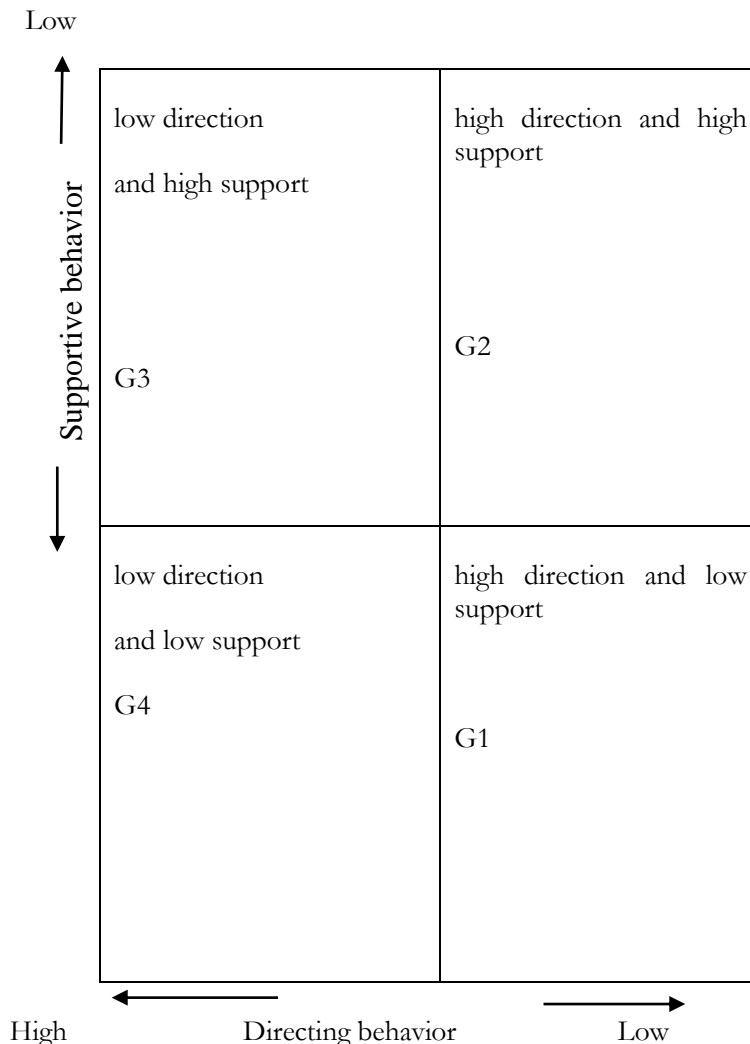 Low
low direction
and high support
G3
high direction and high
support
G2
Supportive behavior
low direction
and low support
G4
high direction and low
support
G1
High
Directing behavior
Low